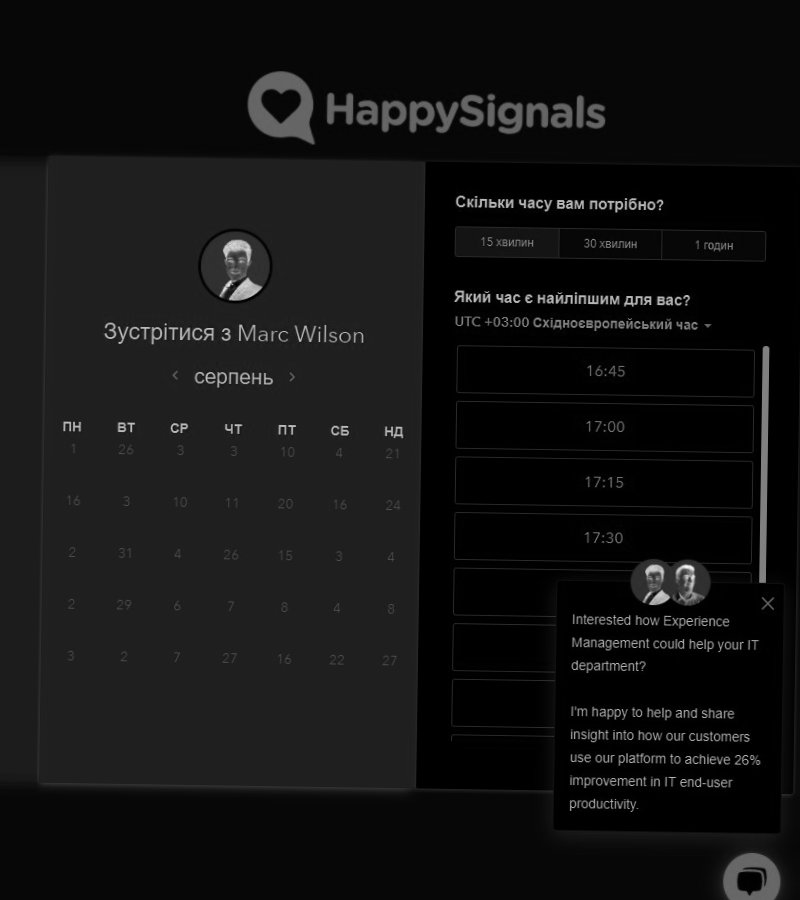 HappySignals
Зустрітися з Marc Wilson
серпень
ПН ВТ СР ЧТ ПТ СБ НД
1 26 3 3 10 4 21
16 3 10 11 20 16 24
2 31 4 26 15 3 4
2 29 6 7 8 4 8
3 2 7 27 16 22 27
Скільки часу вам потрібно?
15 хвилин 30 хвилин 1 годин
Який час є найліпшим для вас?
UTC +03:00 Східноєвропейський час
16:45
17:00
17:15
17:30
Interested how Experience
Management could help your IT
department?
I'm happy to help and share
insight into how our customers
use our platform to achieve 26%
improvement in IT end-user
productivity.